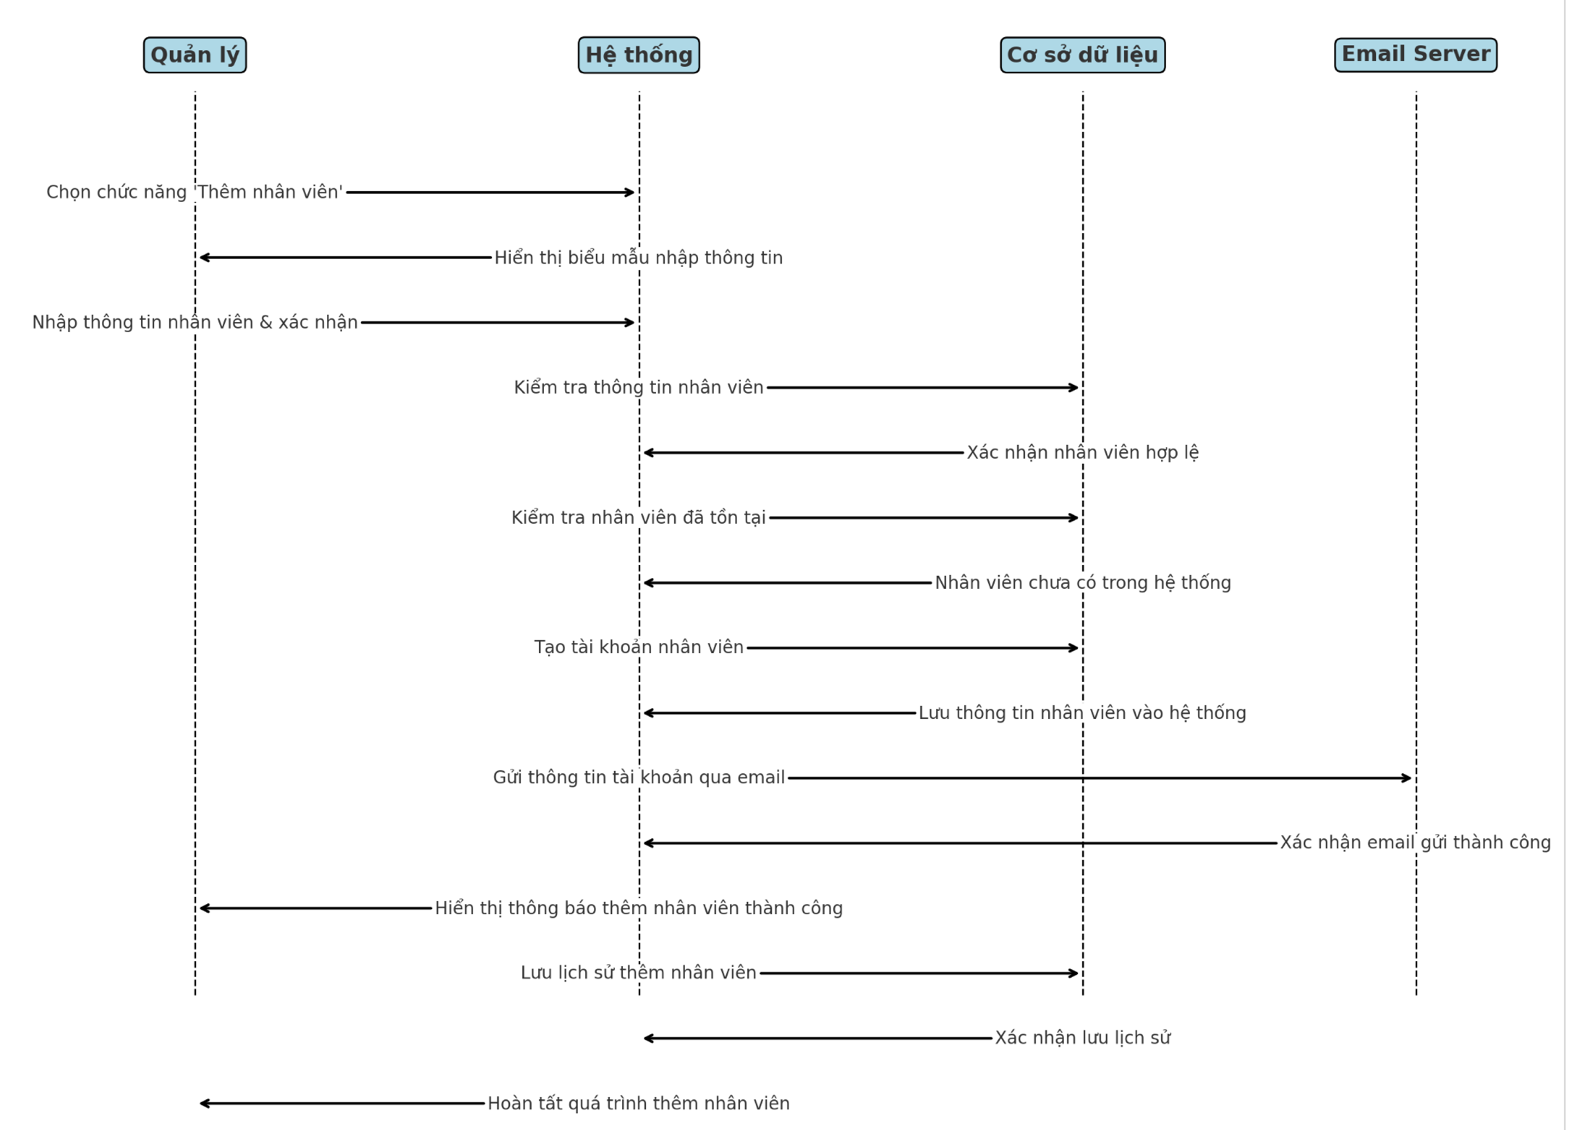 Quản lý
Hệ thống
Cơ sở dữ liệu
Email Server
Chọn chức năng 'Thêm nhân viên'
Hiển thị biểu mẫu nhập thông tin
Nhập thông tin nhân viên & xác nhận
Kiểm tra thông tin nhân viên
Xác nhận nhân viên hợp lệ
Kiểm tra nhân viên đã tồn tại
Nhân viên chưa có trong hệ thống
Tạo tài khoản nhân viên
Lưu thông tin nhân viên vào hệ thống
Gửi thông tin tài khoản qua email
Xác nhận email gửi thành công
Hiển thị thông báo thêm nhân viên thành công
Lưu lịch sử thêm nhân viên
Xác nhận lưu lịch sử
Hoàn tất quá trình thêm nhân viên